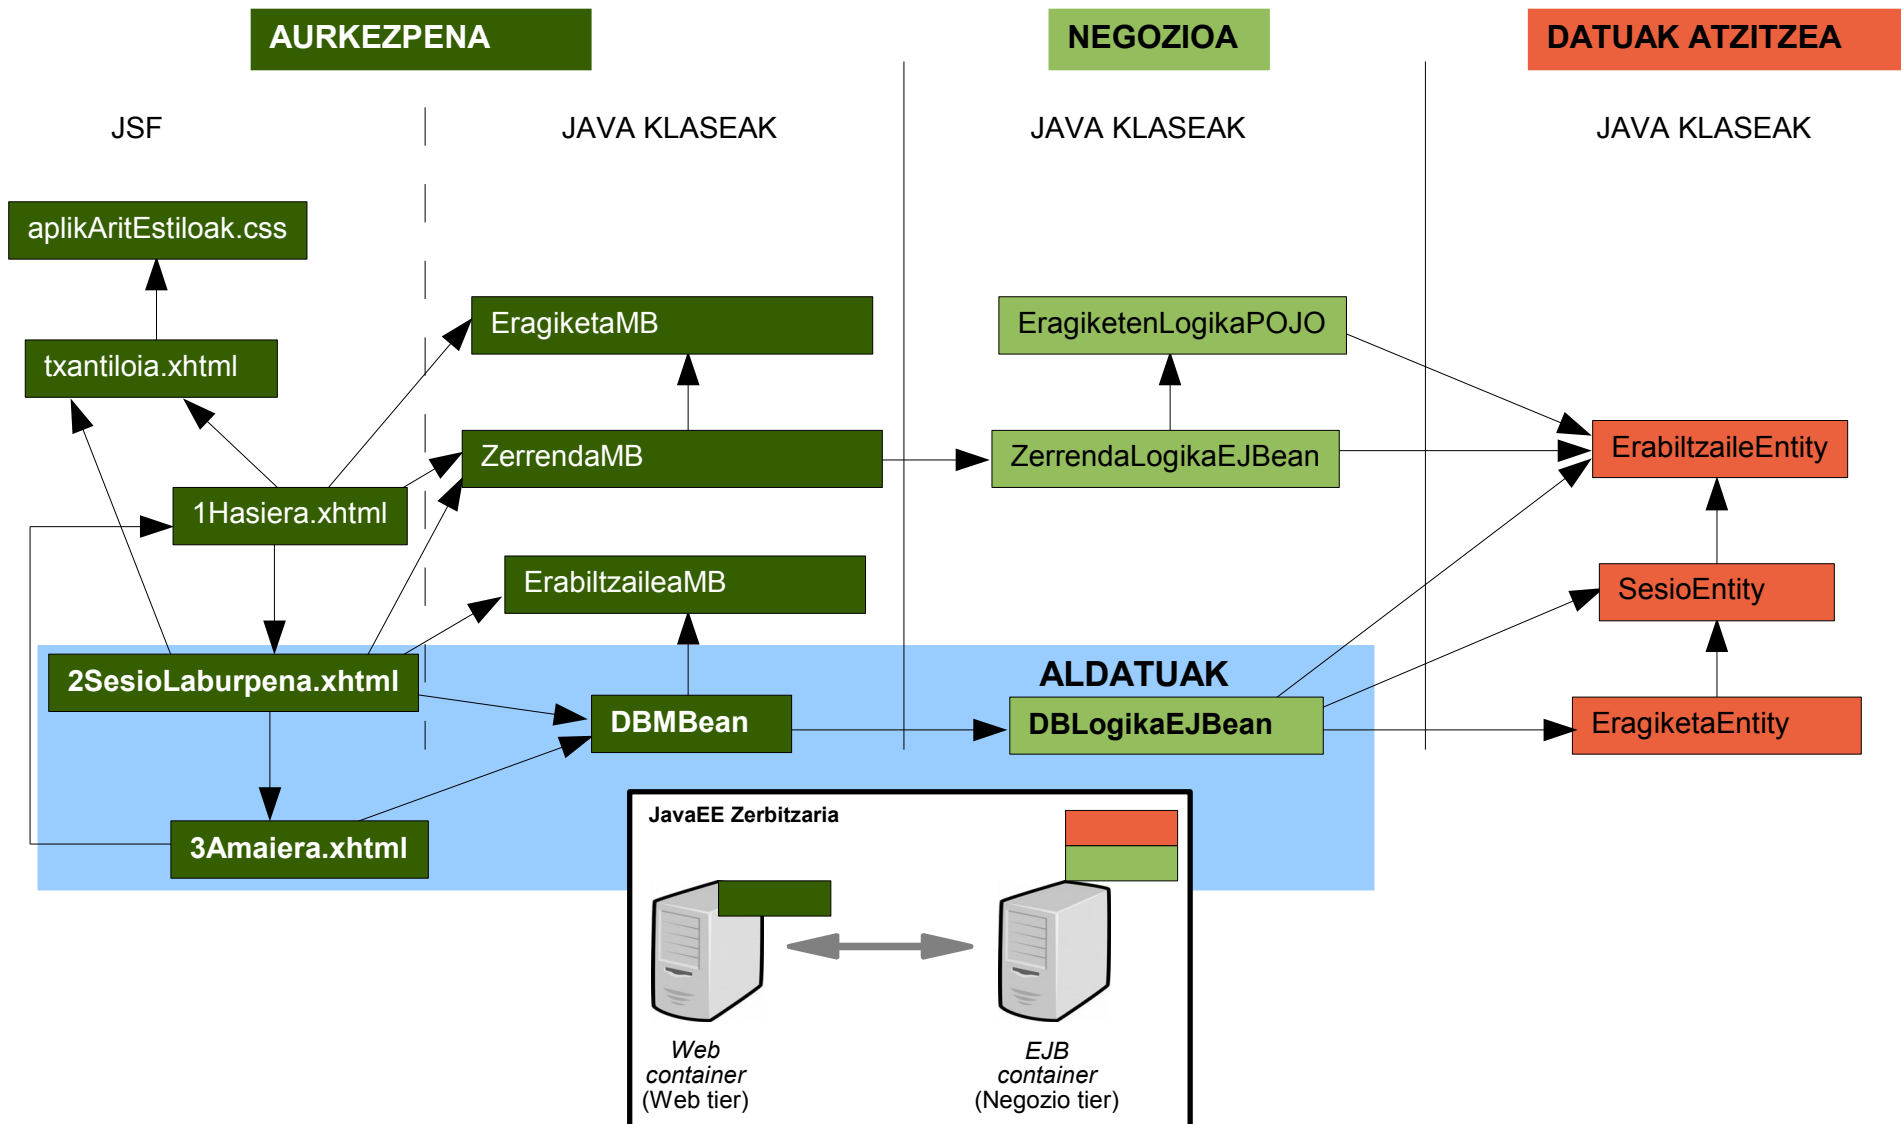 AURKEZPENA
NEGOZIOA
DATUAK ATZITZEA
JSF
JAVA KLASEAK
JAVA KLASEAK
JAVA KLASEAK
aplikAritEstiloak.css
EragiketaMB
EragiketenLogikaPOJO
txantiloia.xhtml
ZerrendaMB
ZerrendaLogikaEJBean
ErabiltzaileEntity
1Hasiera.xhtml
ErabiltzaileaMB
SesioEntity
2SesioLaburpena.xhtml
ALDATUAK
DBMBean
DBLogikaEJBean
EragiketaEntity
3Amaiera.xhtml
JavaEE Zerbitzaria
Web
container
(Web tier)
EJB
container
(Negozio tier)